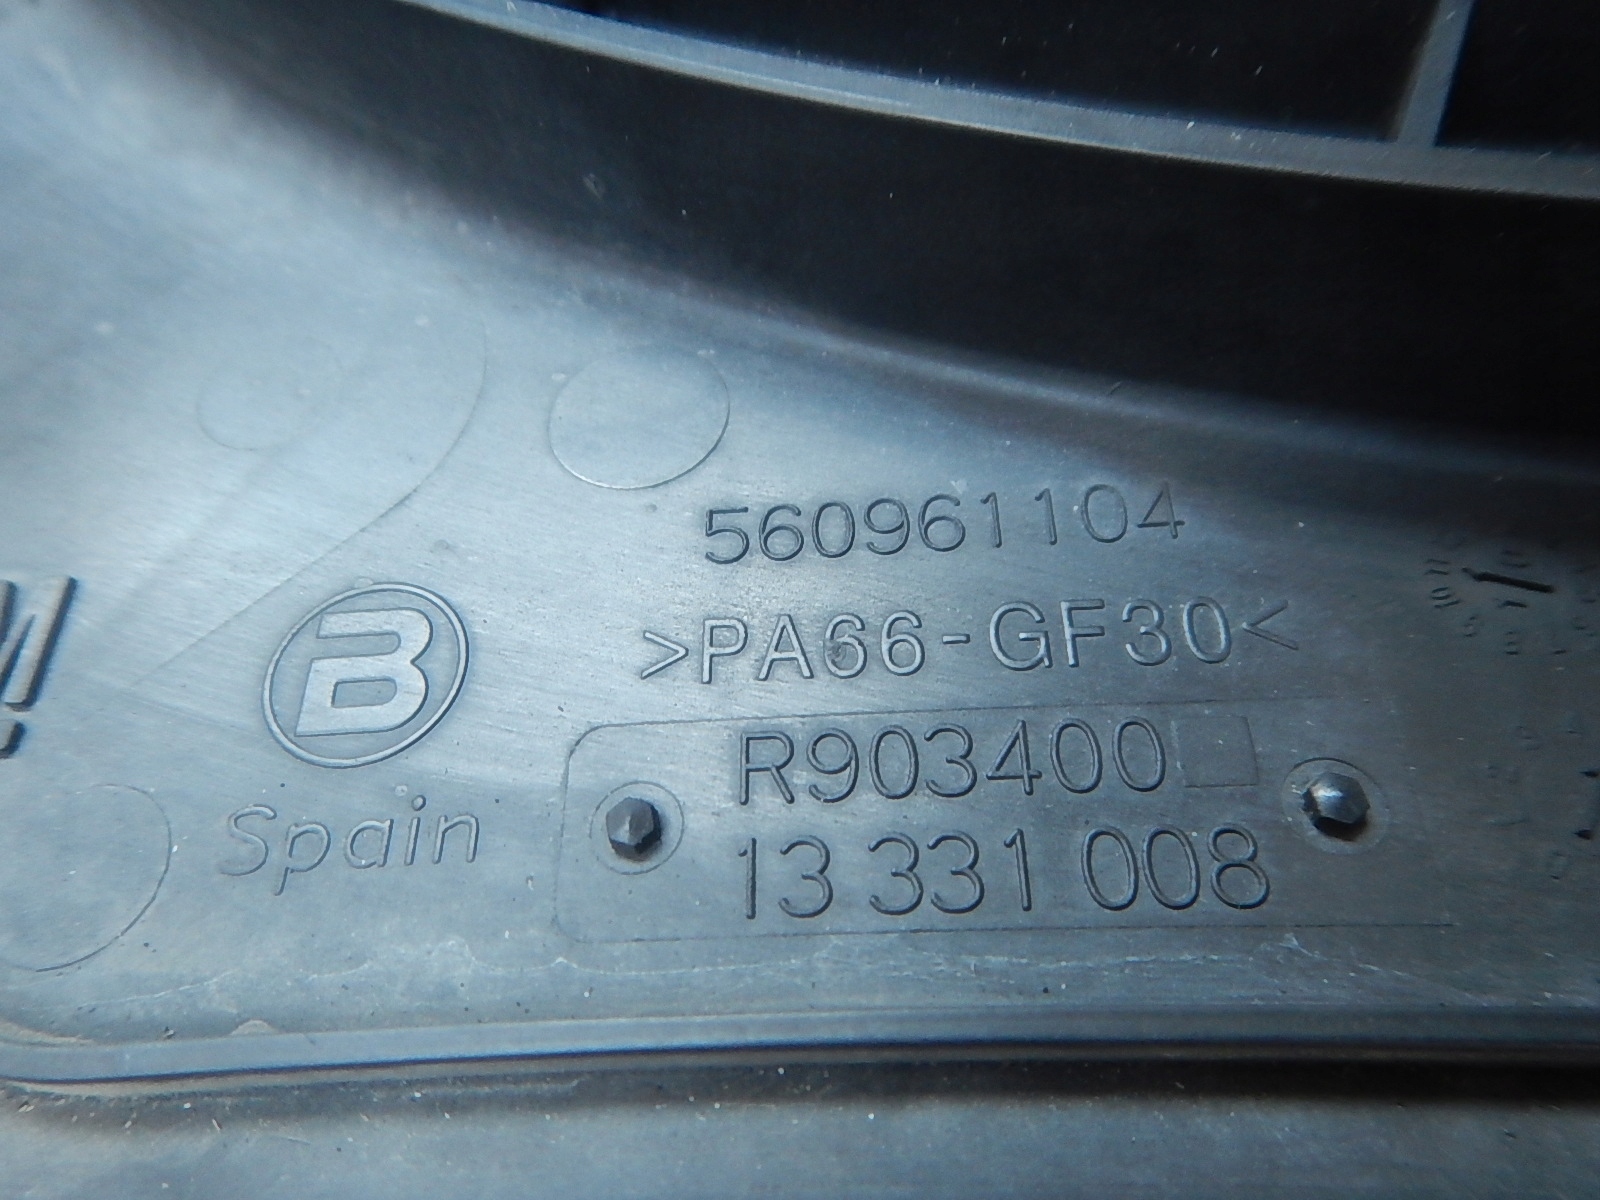 560961104
>PA66-GF30<
B
R903400
Spain
13 331 008